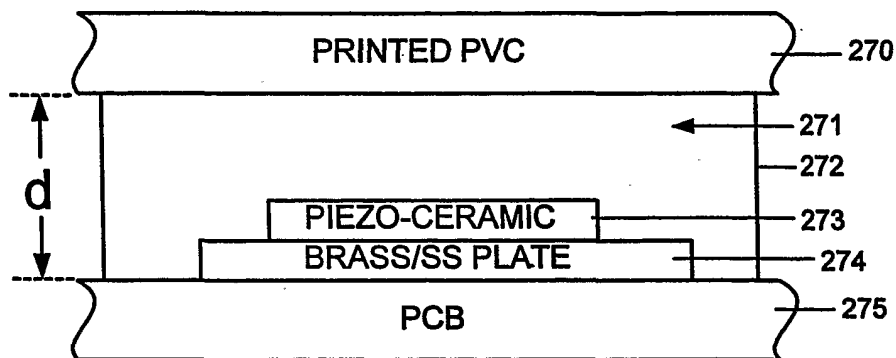 PRINTED PVC
270
271
272
d
PIEZO-CERAMIC
273
BRASS/SS PLATE
274
PCB
275